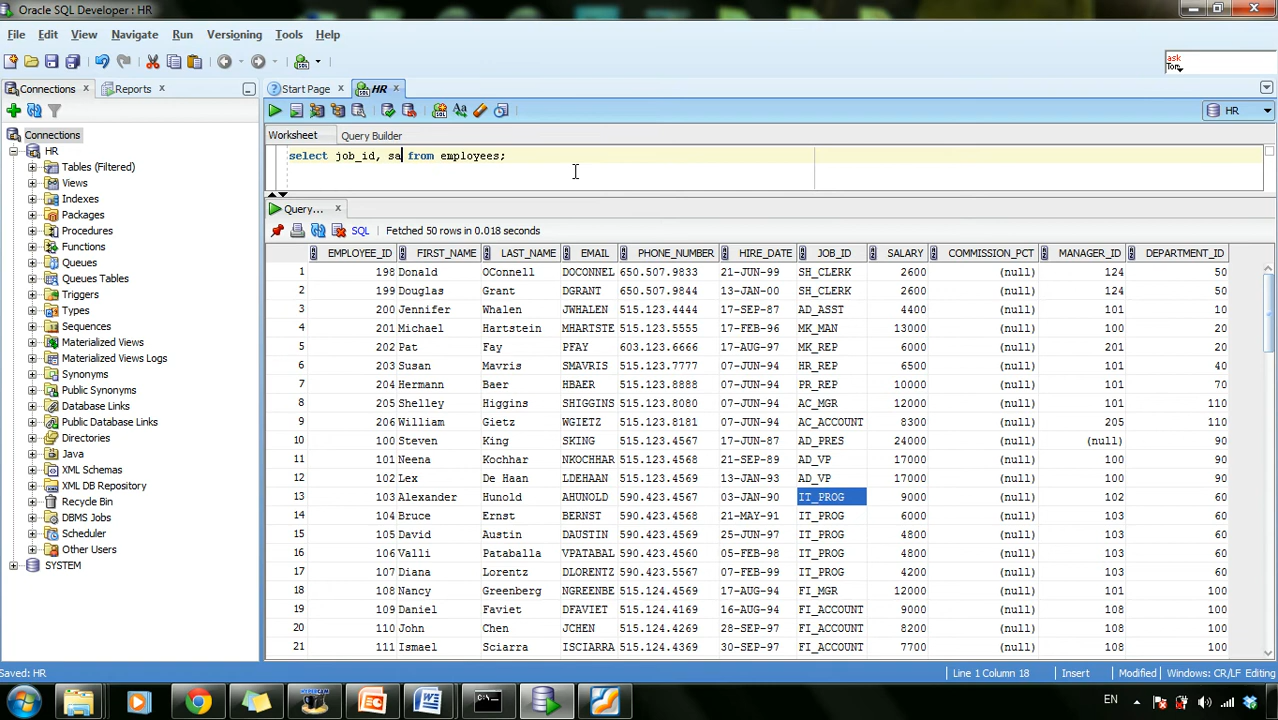 Oracle SQL Developer : HR
File Edit View Navigate Run Versioning Tools Help
ask
Tom
Connections Reports
Start Page HR
HR
Worksheet Query Builder
select job_id, sa from employees;
Query...
SQL Fetched 50 rows in 0.018 seconds
Connections
HR
Tables (Filtered)
Views
Indexes
Packages
Procedures
Functions
Queues
Queues Tables
Triggers
Types
Sequences
Materialized Views
Materialized Views Logs
Synonyms
Public Synonyms
Database Links
Public Database Links
Directories
Java
XML Schemas
XML DB Repository
Recycle Bin
DBMS Jobs
Scheduler
Other Users
SYSTEM
EMPLOYEE_ID FIRST_NAME LAST_NAME EMAIL PHONE_NUMBER HIRE_DATE JOB_ID SALARY COMMISSION_PCT MANAGER_ID DEPARTMENT_ID
1 198 Donald OConnell DOCONNEL 650.507.9833 21-JUN-99 SH_CLERK 2600 (null) 124 50
2 199 Douglas Grant DGRANT 650.507.9844 13-JAN-00 SH_CLERK 2600 (null) 124 50
3 200 Jennifer Whalen JWHALEN 515.123.4444 17-SEP-87 AD_ASST 4400 (null) 101 10
4 201 Michael Hartstein MHARTSTE 515.123.5555 17-FEB-96 MK_MAN 13000 (null) 100 20
5 202 Pat Fay PFAY 603.123.6666 17-AUG-97 MK_REP 6000 (null) 201 20
6 203 Susan Mavris SMAVRIS 515.123.7777 07-JUN-94 HR_REP 6500 (null) 101 40
7 204 Hermann Baer HBAER 515.123.8888 07-JUN-94 PR_REP 10000 (null) 101 70
8 205 Shelley Higgins SHIGGINS 515.123.8080 07-JUN-94 AC_MGR 12000 (null) 101 110
9 206 William Gietz WGIETZ 515.123.8181 07-JUN-94 AC_ACCOUNT 8300 (null) 205 110
10 100 Steven King SKING 515.123.4567 17-JUN-87 AD_PRES 24000 (null) (null) 90
11 101 Neena Kochhar NKOCHHAR 515.123.4568 21-SEP-89 AD_VP 17000 (null) 100 90
12 102 Lex De Haan LDEHAAN 515.123.4569 13-JAN-93 AD_VP 17000 (null) 100 90
13 103 Alexander Hunold AHUNOLD 590.423.4567 03-JAN-90 IT_PROG 9000 (null) 102 60
14 104 Bruce Ernst BERNST 590.423.4568 21-MAY-91 IT_PROG 6000 (null) 103 60
15 105 David Austin DAUSTIN 590.423.4569 25-JUN-97 IT_PROG 4800 (null) 103 60
16 106 Valli Pataballa VPATABAL 590.423.4560 05-FEB-98 IT_PROG 4800 (null) 103 60
17 107 Diana Lorentz DLORENTZ 590.423.5567 07-FEB-99 IT_PROG 4200 (null) 103 60
18 108 Nancy Greenberg NGREENBE 515.124.4569 17-AUG-94 FI_MGR 12000 (null) 101 100
19 109 Daniel Faviet DFAVIET 515.124.4169 16-AUG-94 FI_ACCOUNT 9000 (null) 108 100
20 110 John Chen JCHEN 515.124.4269 28-SEP-97 FI_ACCOUNT 8200 (null) 108 100
21 111 Ismael Sciarra ISCIARRA 515.124.4369 30-SEP-97 FI_ACCOUNT 7700 (null) 108 100
Saved: HR Line 1 Column 18 Insert Modified Windows: CR/LF Editing
EN